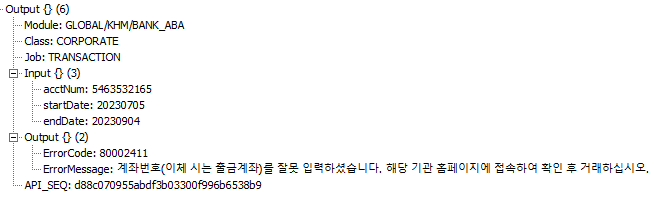 Output {} (6)
Module: GLOBAL/KHM/BANK_ABA
Class: CORPORATE
Job: TRANSACTION
Input {} (3)
acctNum: 5463532165
startDate: 20230705
endDate: 20230904
Output {} (2)
ErrorCode: 80002411
ErrorMessage: 계좌번호(이체 시는 출금계좌)를 잘못 입력하셨습니다. 해당 기관 홈페이지에 접속하여 확인 후 거래하십시오.
API_SEQ: d88c070955abdf3b03300f996b6538b9